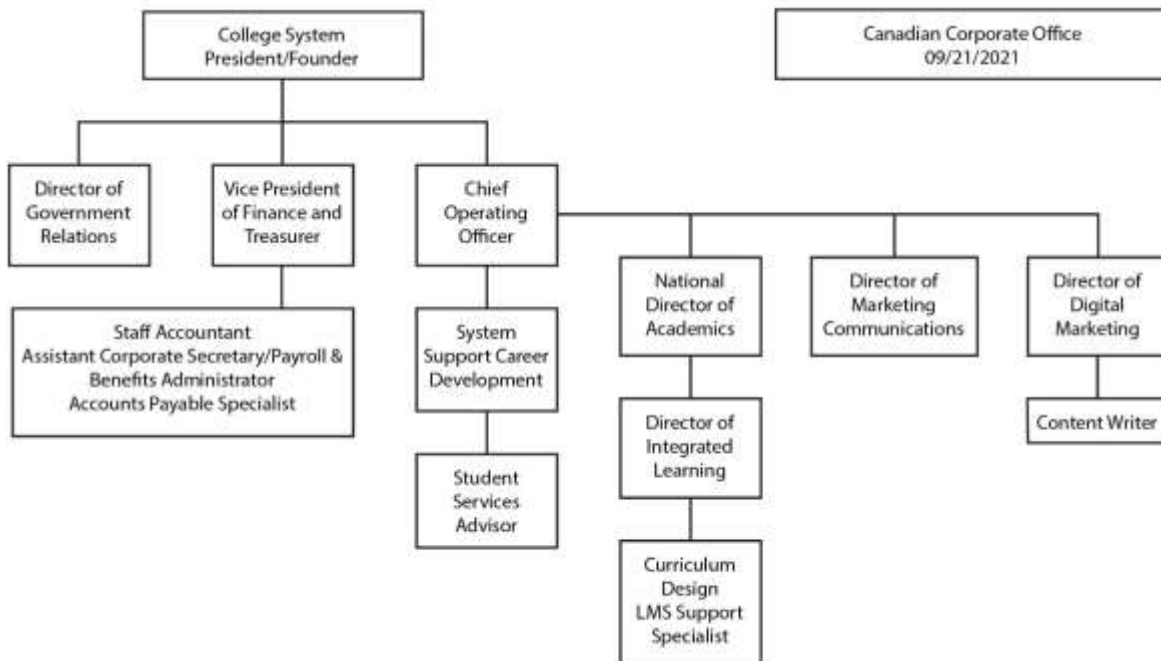 College System
President/Founder
Canadian Corporate Office
09/21/2021
Director of
Government
Relations
Vice President
of Finance and
Treasurer
Chief
Operating
Officer
Staff Accountant
Assistant Corporate Secretary/Payroll &
Benefits Administrator
Accounts Payable Specialist
System
Support Career
Development
Student
Services
Advisor
National
Director of
Academics
Director of
Integrated
Learning
Curriculum
Design
LMS Support
Specialist
Director of
Marketing
Communications
Director of
Digital
Marketing
Content Writer